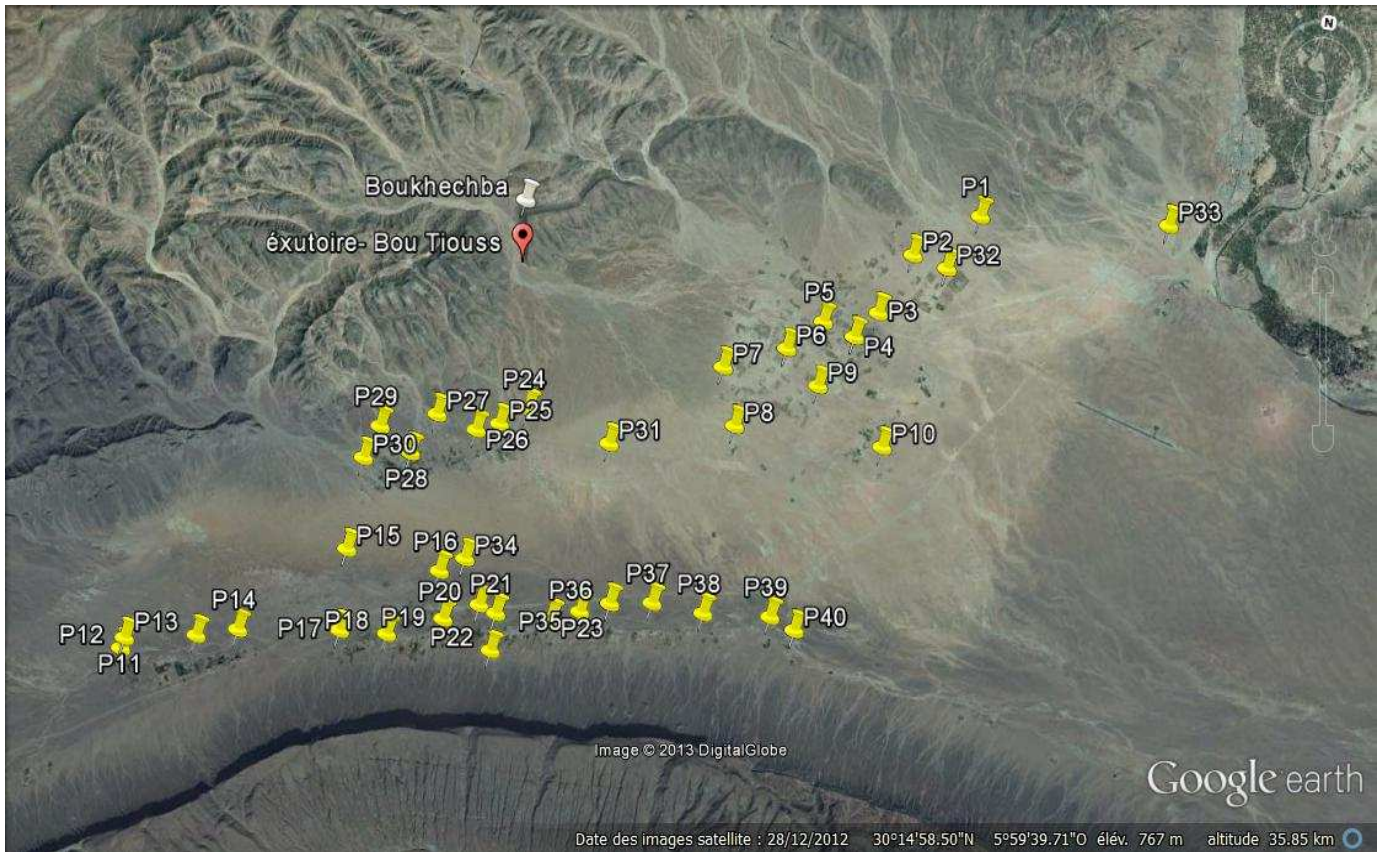 N
Boukhechba
P1
P33
éxutoire- Bou Tiouss
P2
P32
P5
P3
P6
P4
P7
P9
P24
P29
P27
P25
P8
P31
P10
P26
P30
P28
P15
P16
P34
P20
P21
P36
P37
P38
P39
P14
P13
P12
P17
P18
P19
P22
P35
P23
P40
P11
Image © 2013 DigitalGlobe
Google earth
Date des images satellite : 28/12/2012 30°14'58.50"N 5°59'39.71"O élév. 767 m altitude 35.85 km